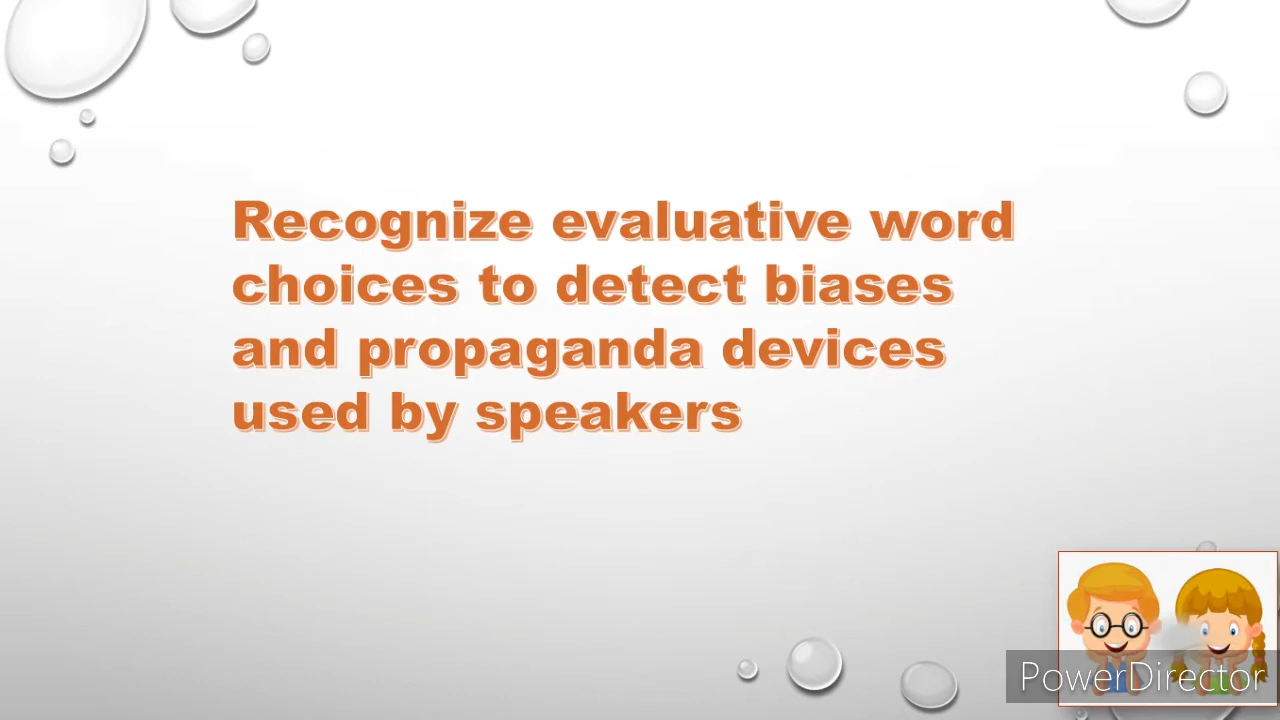 Recognize evaluative word
choices to detect biases
and propaganda devices
used by speakers
PowerDirector